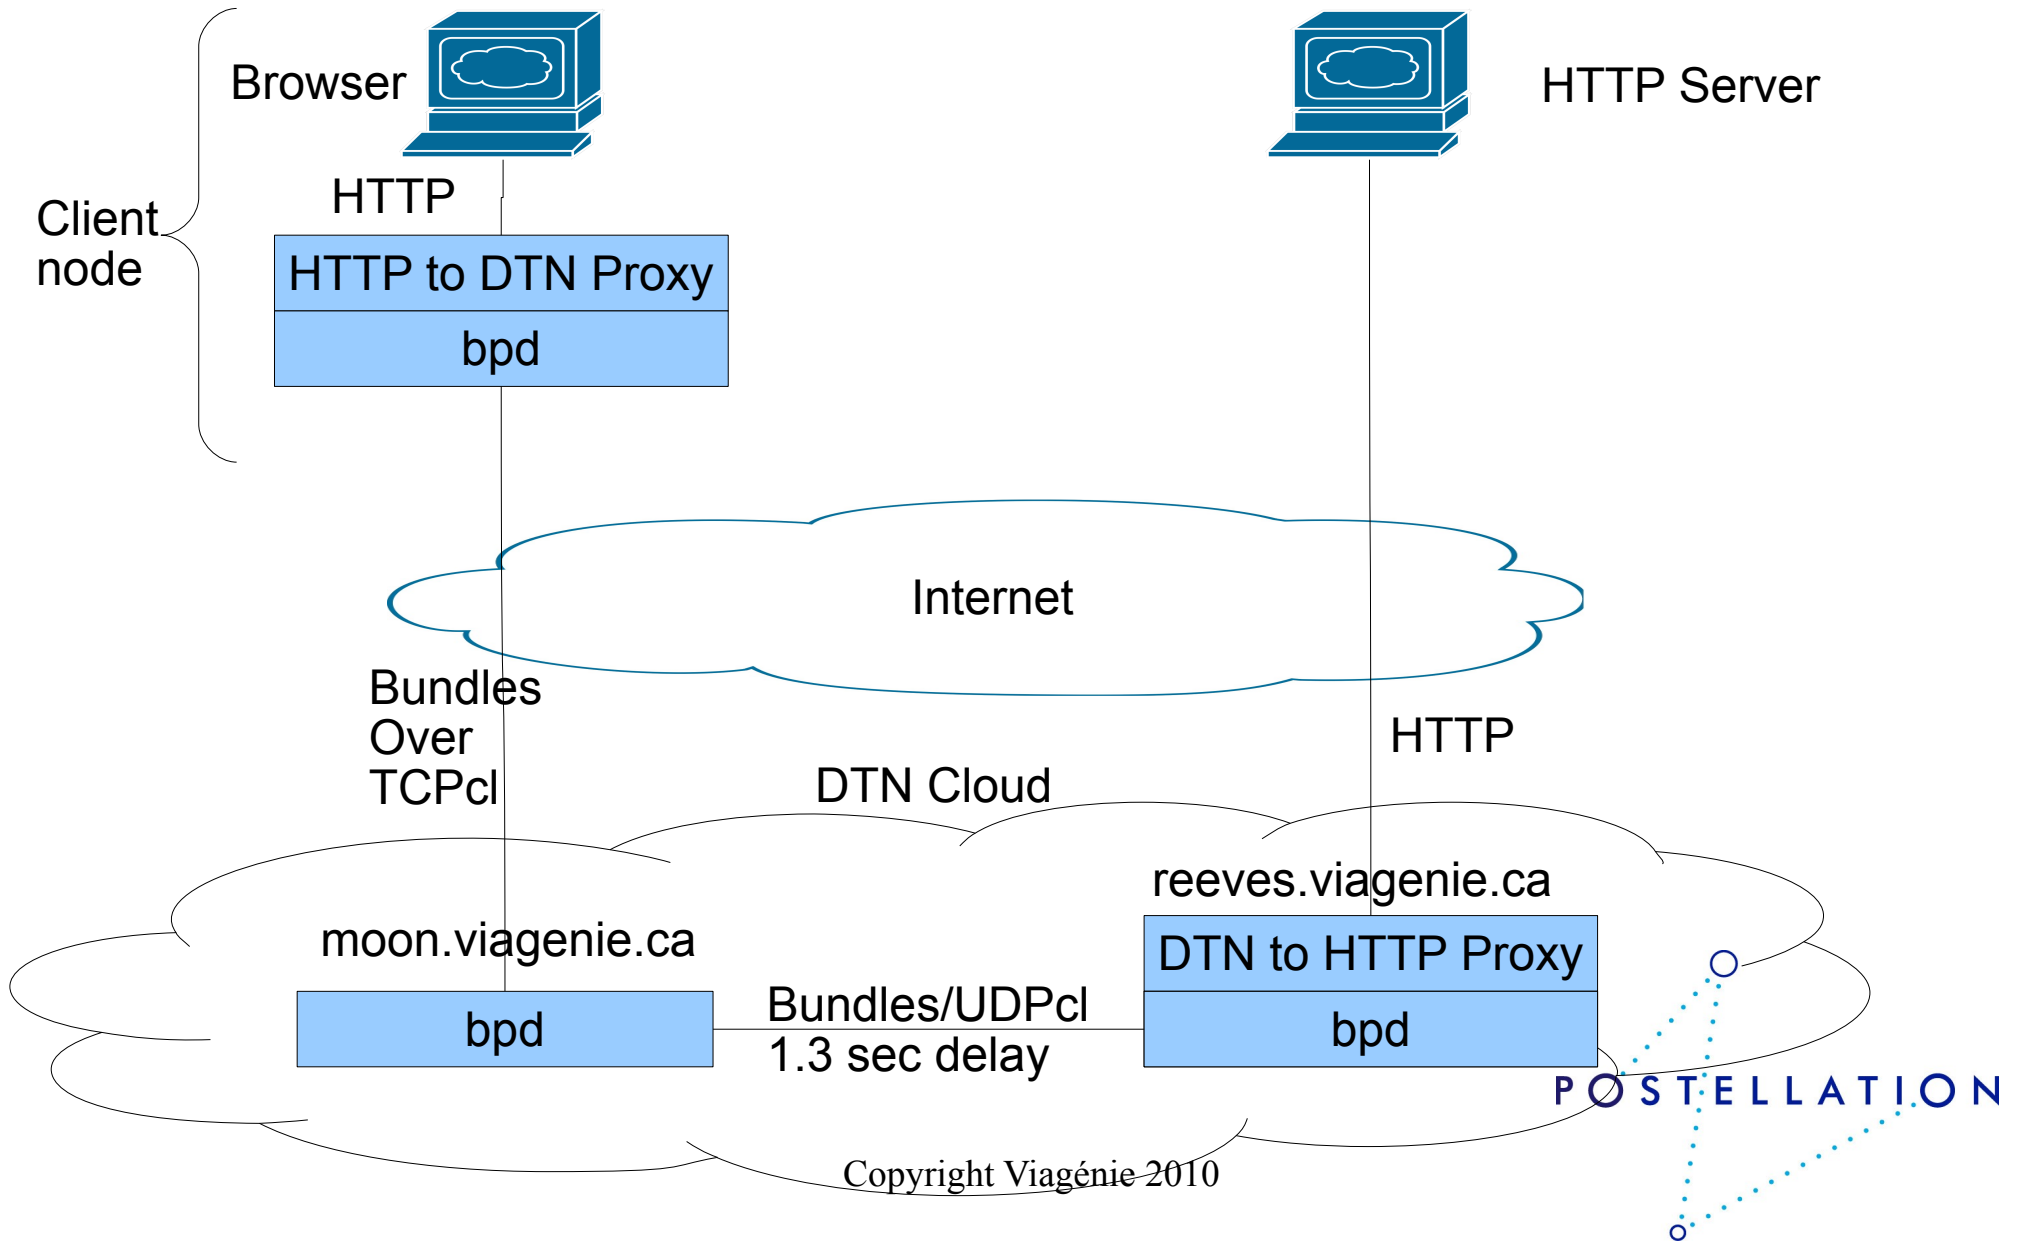 Browser
HTTP Server
HTTP
Client
node
HTTP to DTN Proxy
bpd
Internet
Bundles
Over
TCPcl
HTTP
DTN Cloud
reeves.viagenie.ca
moon.viagenie.ca
DTN to HTTP Proxy
bpd
Bundles/UDPcl
1.3 sec delay
bpd
POSTELLATION
Copyright Viagénie 2010